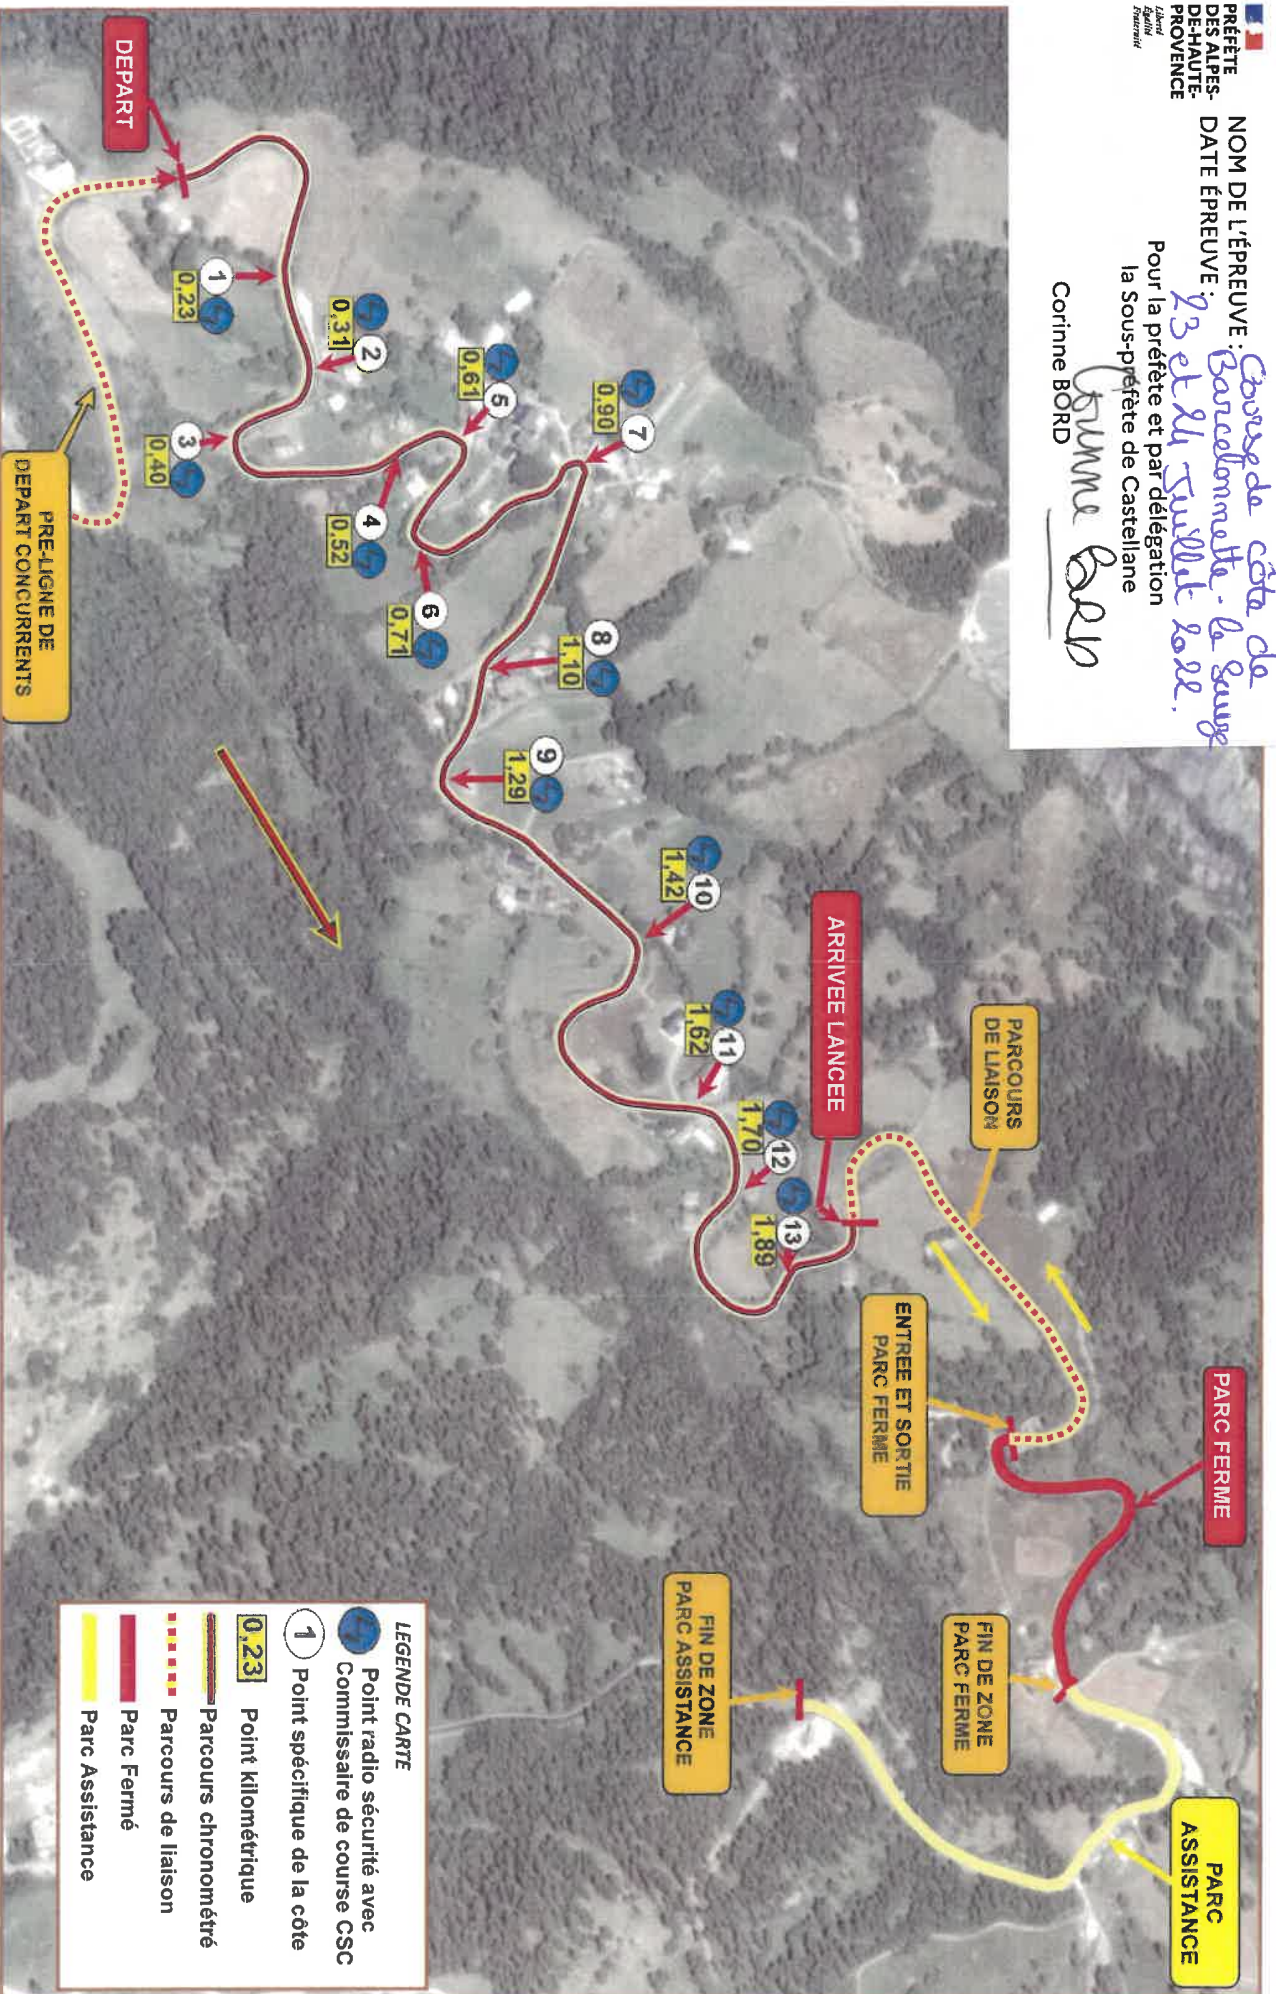 PRÉFÈTE
DES ALPES-
DE-HAUTE-
PROVENCE
Liberté
Égalité
Fraternité
NOM DE L'ÉPREUVE : Course de côte de
Barcelonnette - le Sauze
DATE ÉPREUVE : 23 et 24 Juillet 2022.
Pour la préfète et par délégation
la Sous-préfète de Castellane
Corinne BORD
DEPART
PRE-LIGNE DE
DEPART CONCURRENTS
1
0,23
2
0,31
3
0,40
4
0,52
5
0,61
6
0,71
7
0,90
8
1,10
9
1,29
10
1,42
11
1,62
12
1,70
13
1,89
ARRIVEE LANCEE
PARCOURS
DE LIAISON
ENTREE ET SORTIE
PARC FERME
PARC FERME
FIN DE ZONE
PARC FERME
FIN DE ZONE
PARC ASSISTANCE
PARC
ASSISTANCE
LEGENDE CARTE
Point radio sécurité avec
Commissaire de course CSC
1 Point spécifique de la côte
0,23 Point kilométrique
Parcours chronométré
Parcours de liaison
Parc Fermé
Parc Assistance